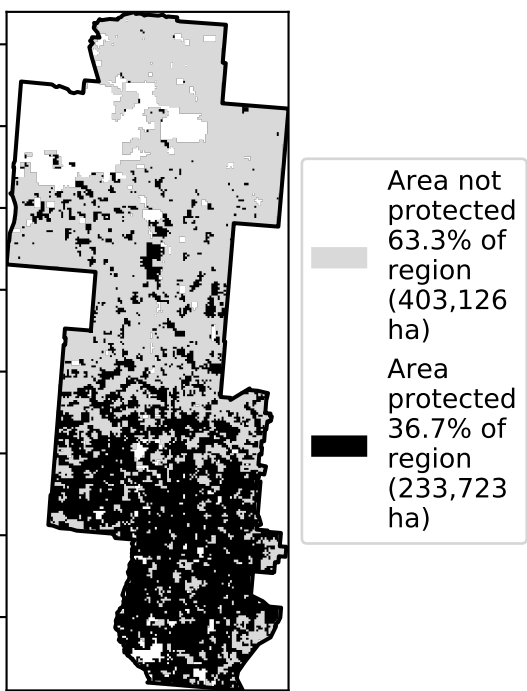 Area not
protected
63.3% of
region
(403,126
ha)
Area
protected
36.7% of
region
(233,723
ha)